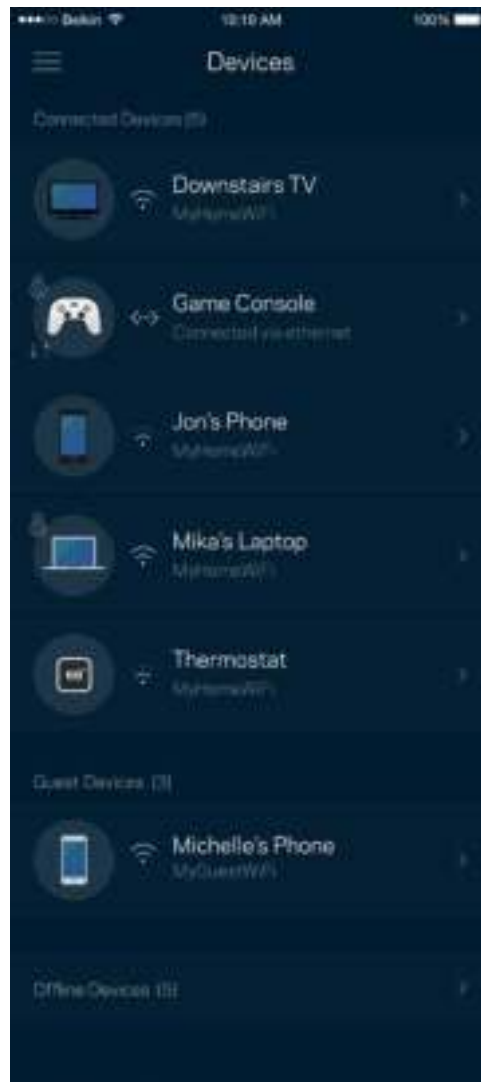 Belkin 10:10 AM 100%
Devices
Connected Devices (5)
Downstairs TV
MyHomeWiFi
Game Console
Connected via ethernet
Jon's Phone
MyHomeWiFi
Mika's Laptop
MyHomeWiFi
Thermostat
MyHomeWiFi
Guest Devices (3)
Michelle's Phone
MyGuestWiFi
Offline Devices (5)